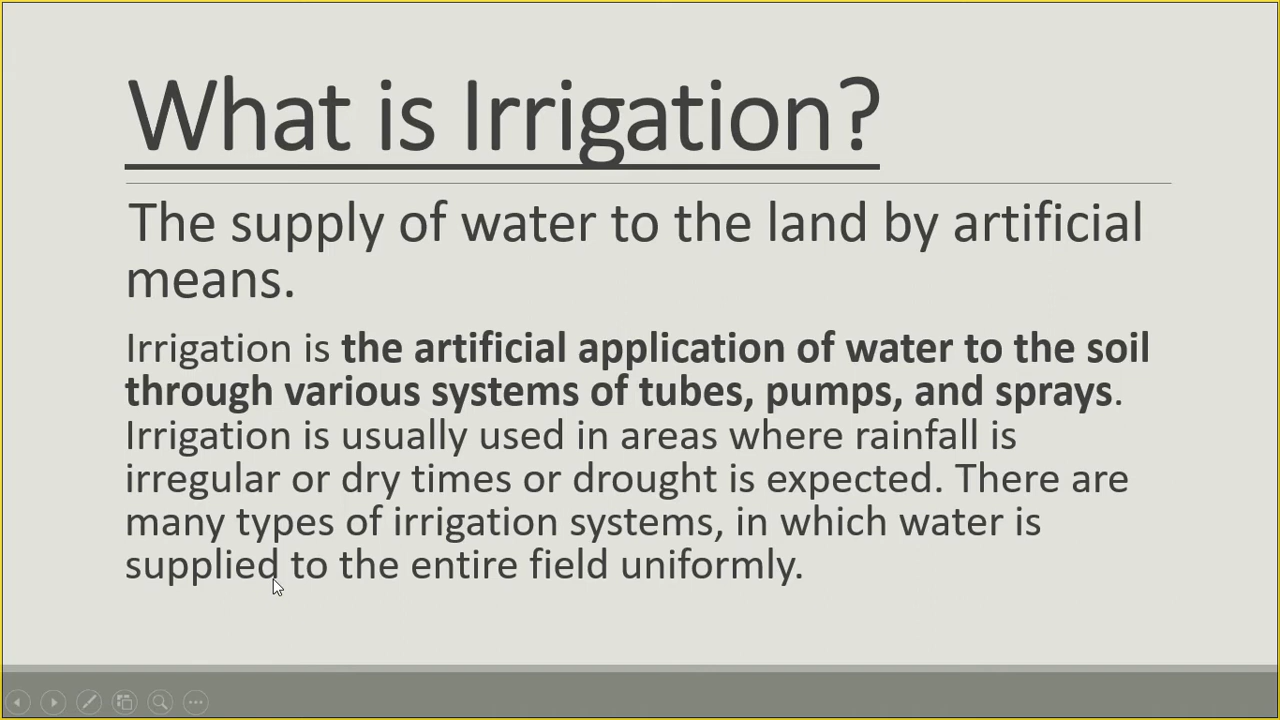 What is Irrigation?
The supply of water to the land by artificial
means.
Irrigation is the artificial application of water to the soil
through various systems of tubes, pumps, and sprays.
Irrigation is usually used in areas where rainfall is
irregular or dry times or drought is expected. There are
many types of irrigation systems, in which water is
supplied to the entire field uniformly.